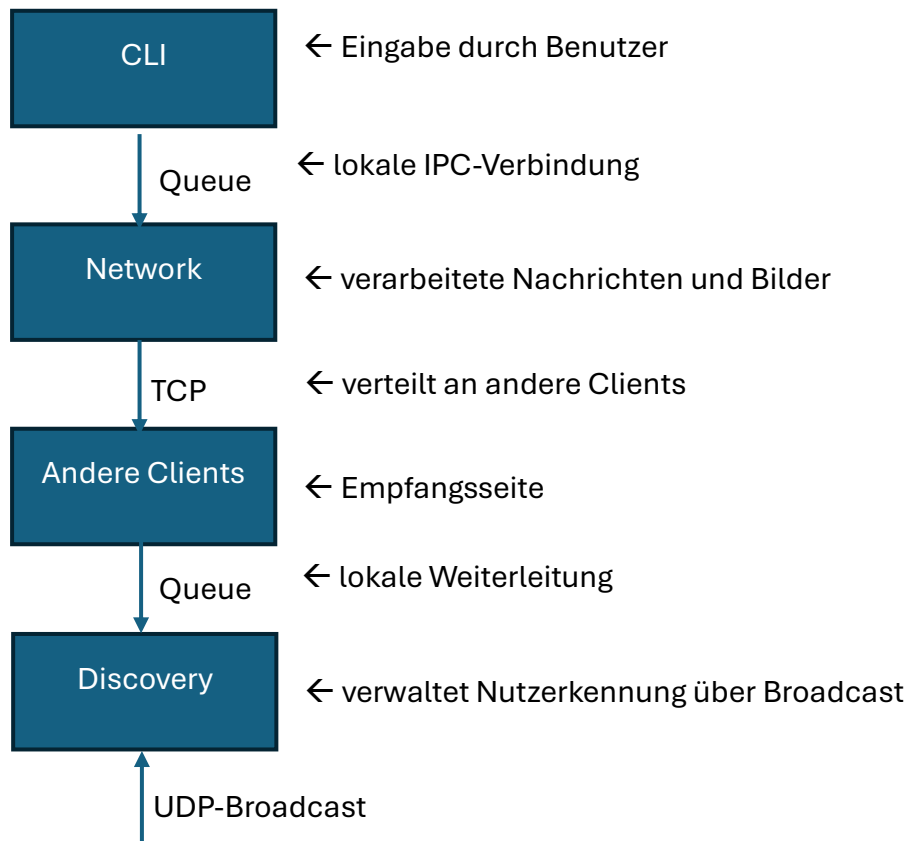 CLI
← Eingabe durch Benutzer
Queue
← lokale IPC-Verbindung
Network
← verarbeitete Nachrichten und Bilder
TCP
← verteilt an andere Clients
Andere Clients
← Empfangsseite
Queue
← lokale Weiterleitung
Discovery
← verwaltet Nutzerkennung über Broadcast
UDP-Broadcast